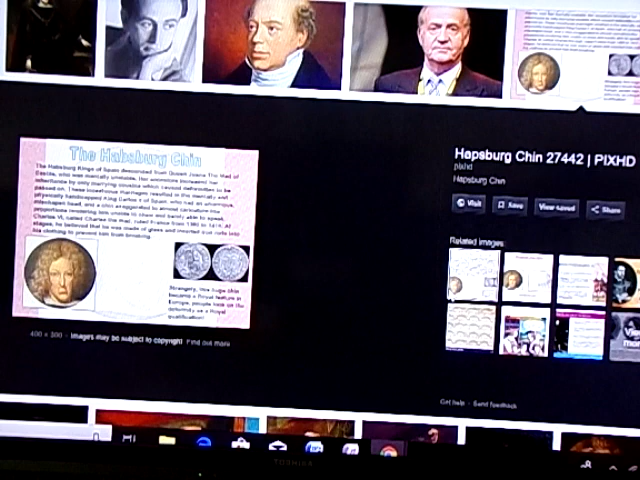 The Habsburg Chin
The Habsburg Kings of Spain descended from Queen Joana The Mad of
Castile, who was mentally unstable. Her
inheritance by only marrying cousins which caused deformities to be
passed on. These incestuous marriages resulted in the mentally and
physically handicapped King Carlos II of Spain, who had an enormous,
misshapen head, and a chin exaggerated to almost caricature like
proportions rendering him unable to chew and barely able to speak.
Charles VI, called Charles the mad, ruled France from 1380 to
stages, he believed that he was made of glass and inserted iron rods into
his clothing to prevent him from breaking.
Strangely, this huge chin
became a Royal feature in
Europe, people took on the
deformity as a Royal
qualification!
400 × 300 · Images may be subject to copyright Find out more
Hapsburg Chin 27442 | PIXHD
pixhd
Hapsburg Chin
Visit
Save
View saved
Share
Related images:
Get help · Send feedback
TOSHIBA